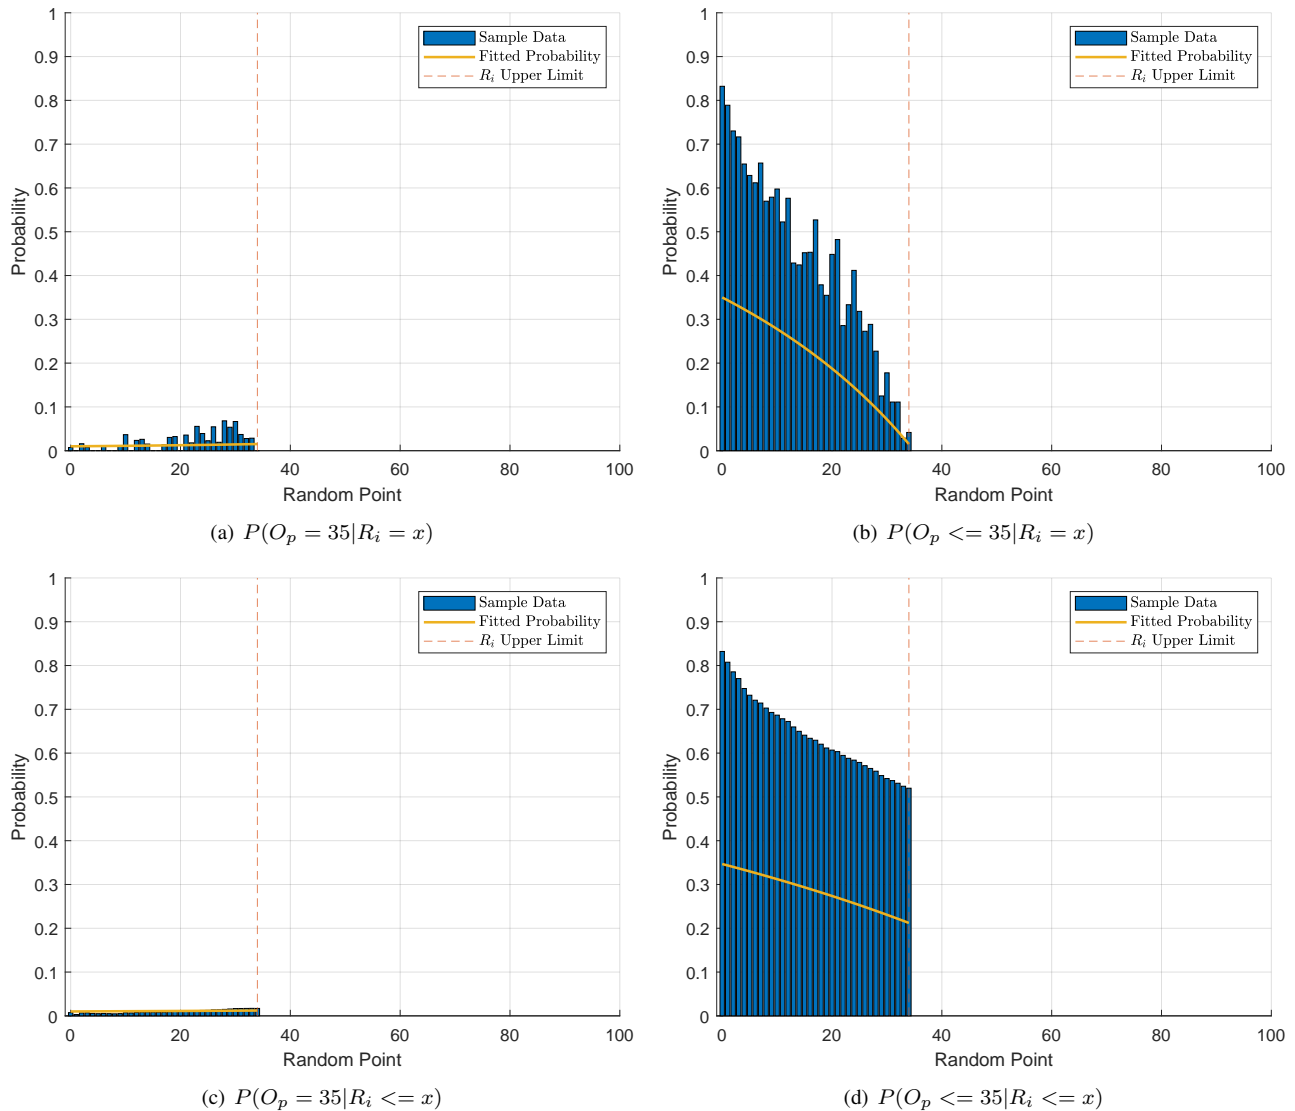 1
0.9
0.8
0.7
0.6
0.5
0.4
0.3
0.2
0.1
0
Probability
0 20 40 60 80 100
Random Point
Sample Data
Fitted Probability
R_i Upper Limit
(a) P(O_p = 35|R_i = x)
1
0.9
0.8
0.7
0.6
0.5
0.4
0.3
0.2
0.1
0
Probability
0 20 40 60 80 100
Random Point
Sample Data
Fitted Probability
R_i Upper Limit
(b) P(O_p <= 35|R_i = x)
1
0.9
0.8
0.7
0.6
0.5
0.4
0.3
0.2
0.1
0
Probability
0 20 40 60 80 100
Random Point
Sample Data
Fitted Probability
R_i Upper Limit
(c) P(O_p = 35|R_i <= x)
1
0.9
0.8
0.7
0.6
0.5
0.4
0.3
0.2
0.1
0
Probability
0 20 40 60 80 100
Random Point
Sample Data
Fitted Probability
R_i Upper Limit
(d) P(O_p <= 35|R_i <= x)